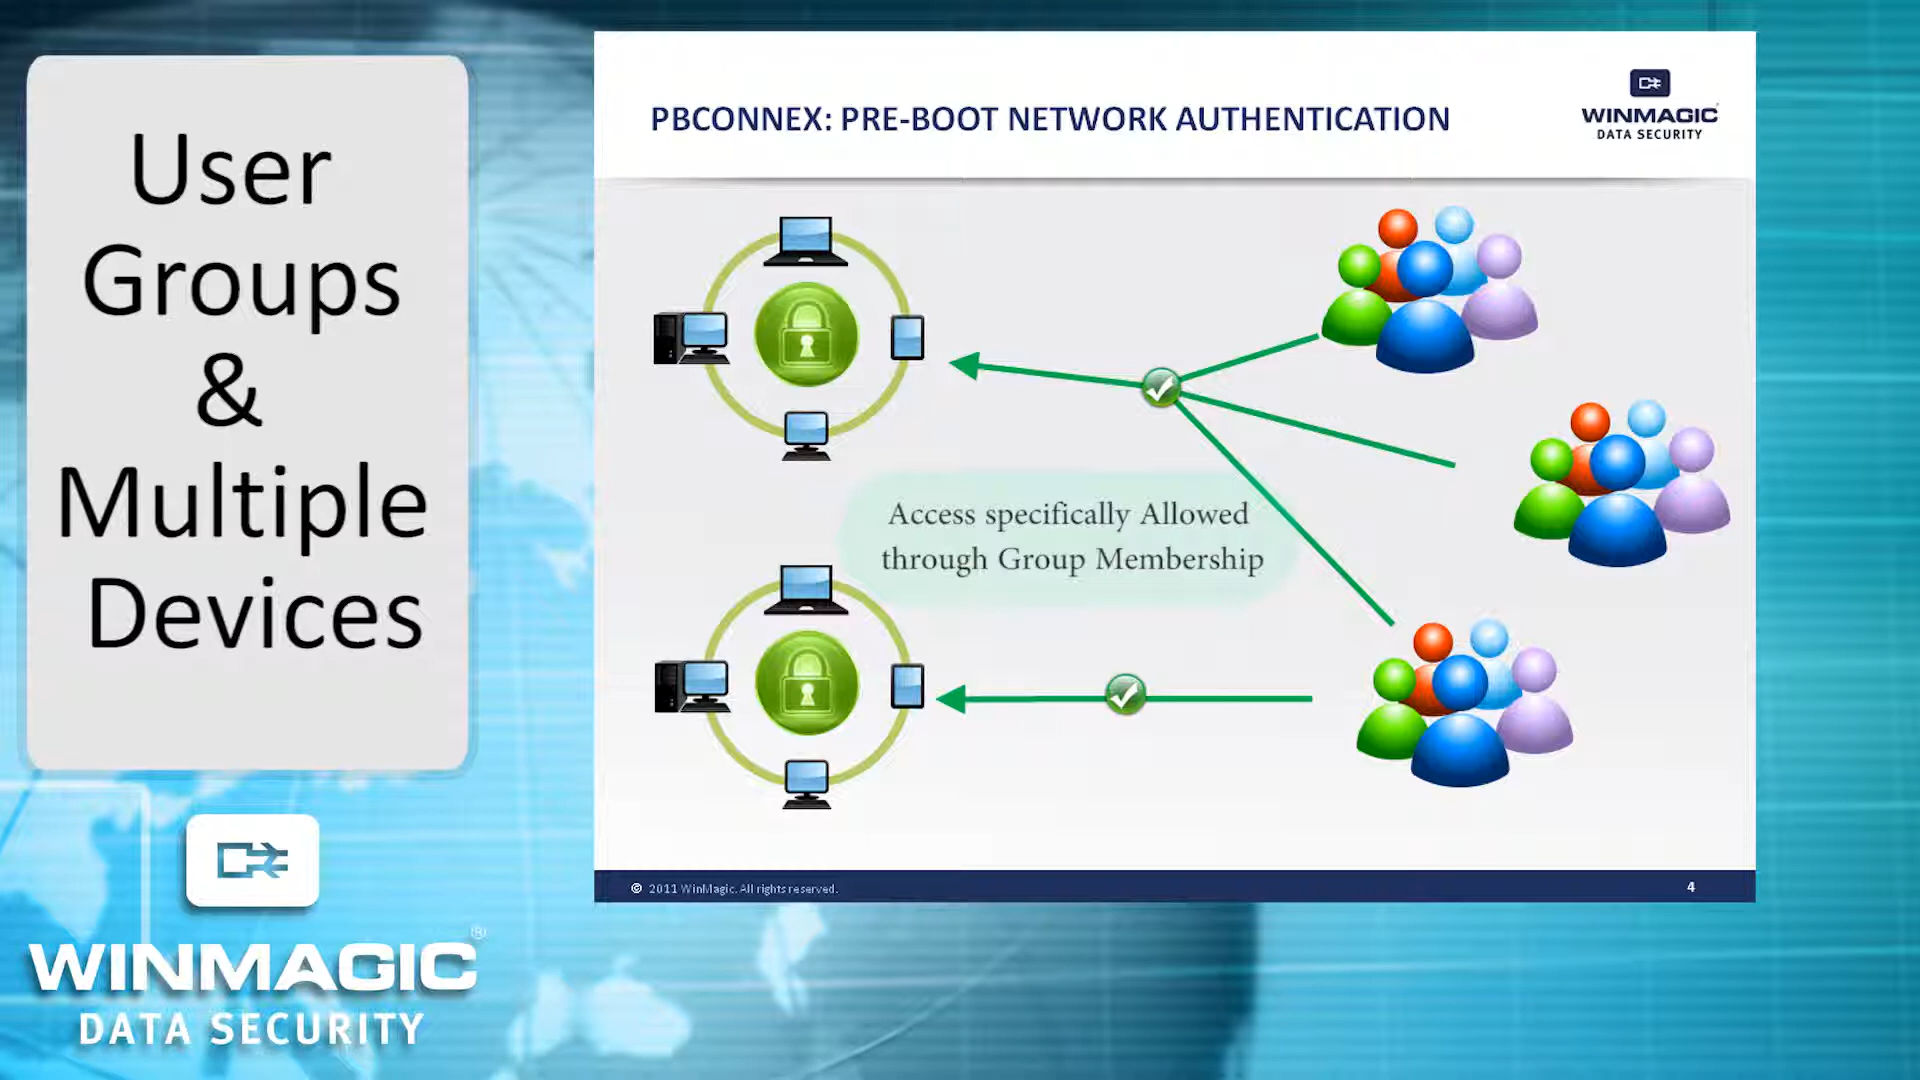 User
Groups
&
Multiple
Devices
WINMAGIC®
DATA SECURITY
PBCONNEX: PRE-BOOT NETWORK AUTHENTICATION
WINMAGIC
DATA SECURITY
Access specifically Allowed
through Group Membership
© 2011 WinMagic. All rights reserved.
4